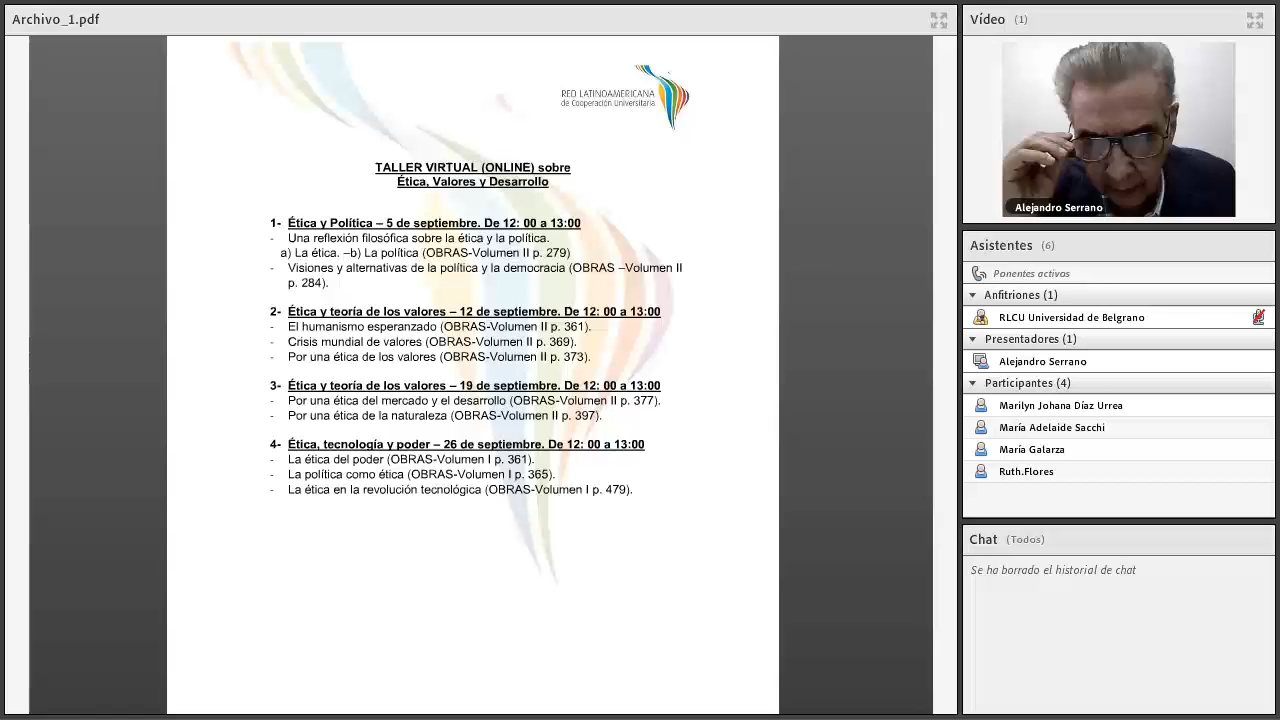 Archivo_1.pdf
RED LATINOAMERICANA
de Cooperación Universitaria
TALLER VIRTUAL (ONLINE) sobre
Ética, Valores y Desarrollo
1- Ética y Política – 5 de septiembre. De 12: 00 a 13:00
- Una reflexión filosófica sobre la ética y la política.
a) La ética. –b) La política (OBRAS-Volumen II p. 279)
- Visiones y alternativas de la política y la democracia (OBRAS –Volumen II
p. 284).
2- Ética y teoría de los valores – 12 de septiembre. De 12: 00 a 13:00
- El humanismo esperanzado (OBRAS-Volumen II p. 361).
- Crisis mundial de valores (OBRAS-Volumen II p. 369).
- Por una ética de los valores (OBRAS-Volumen II p. 373).
3- Ética y teoría de los valores – 19 de septiembre. De 12: 00 a 13:00
- Por una ética del mercado y el desarrollo (OBRAS-Volumen II p. 377).
- Por una ética de la naturaleza (OBRAS-Volumen II p. 397).
4- Ética, tecnología y poder – 26 de septiembre. De 12: 00 a 13:00
- La ética del poder (OBRAS-Volumen I p. 361).
- La política como ética (OBRAS-Volumen I p. 365).
- La ética en la revolución tecnológica (OBRAS-Volumen I p. 479).
Vídeo (1)
Alejandro Serrano
Asistentes (6)
Ponentes activos
Anfitriones (1)
RLCU Universidad de Belgrano
Presentadores (1)
Alejandro Serrano
Participantes (4)
Marilyn Johana Díaz Urrea
María Adelaide Sacchi
María Galarza
Ruth.Flores
Chat (Todos)
Se ha borrado el historial de chat